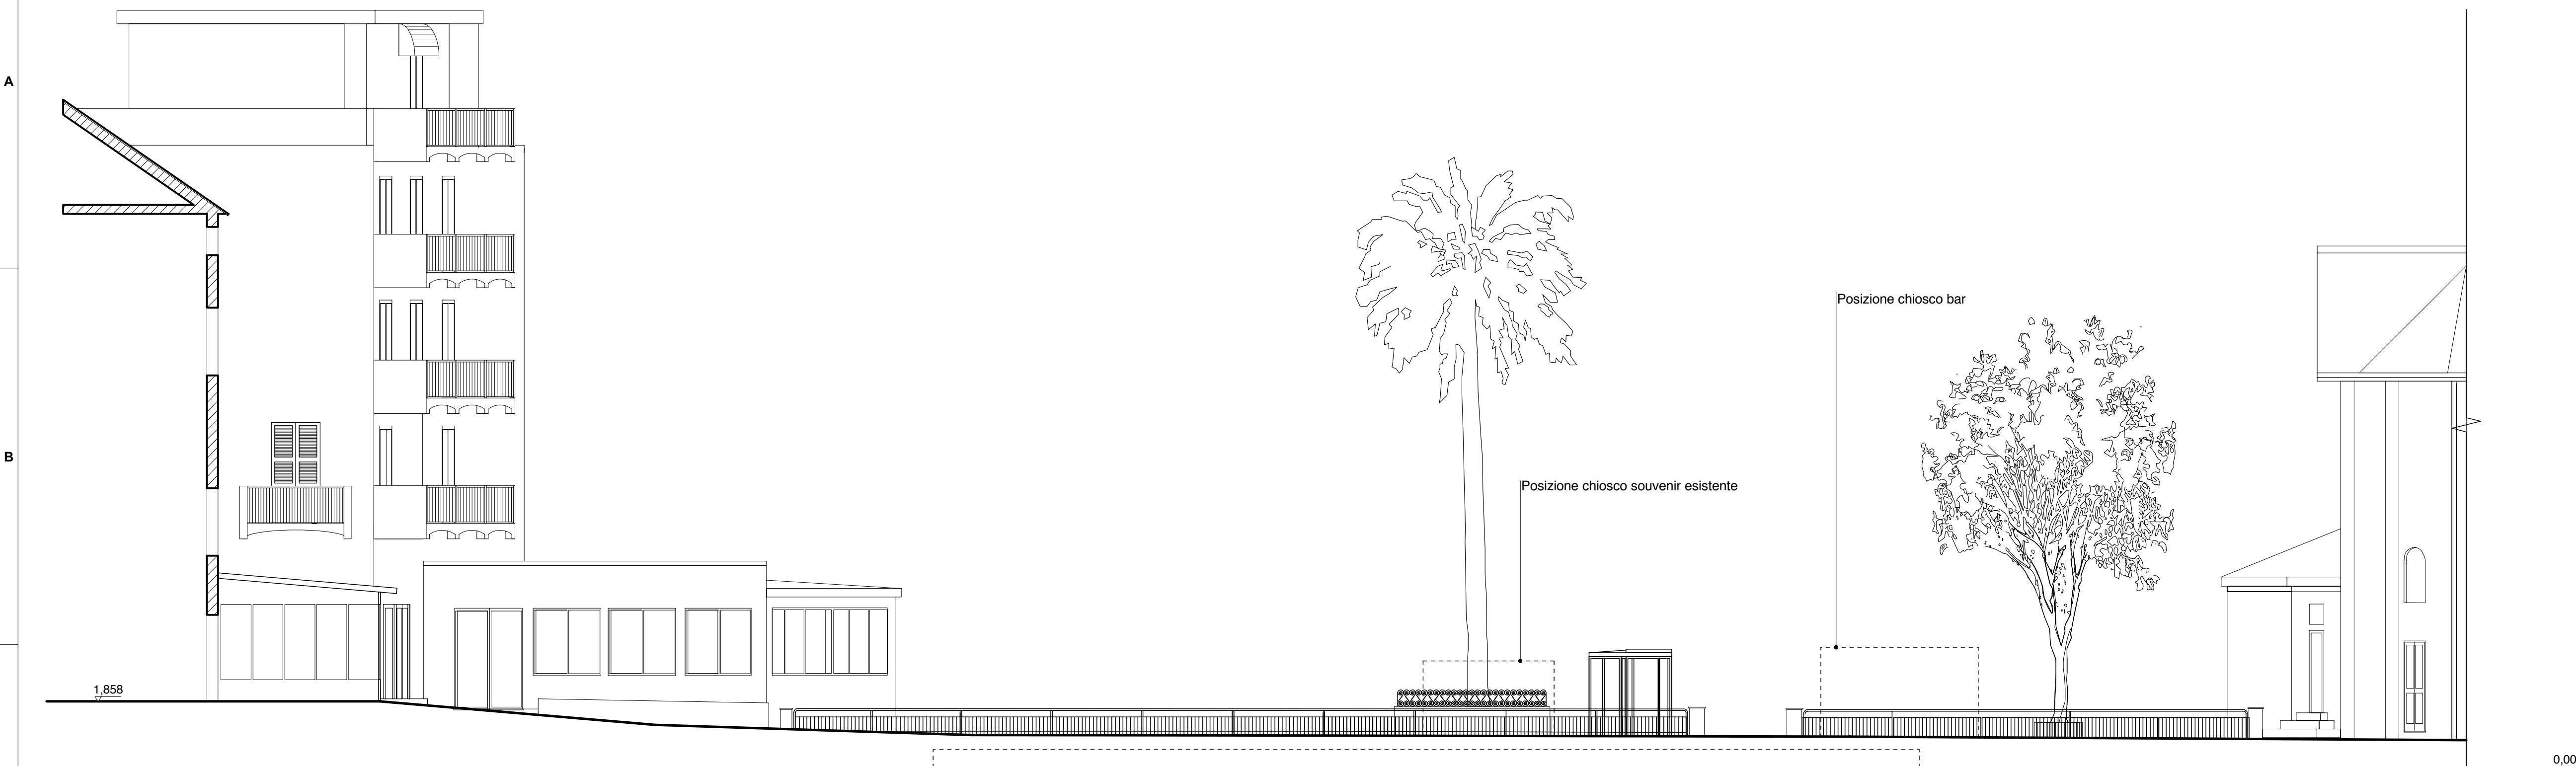 A
Posizione chiosco bar
B
Posizione chiosco souvenir esistente
1,858
0,00